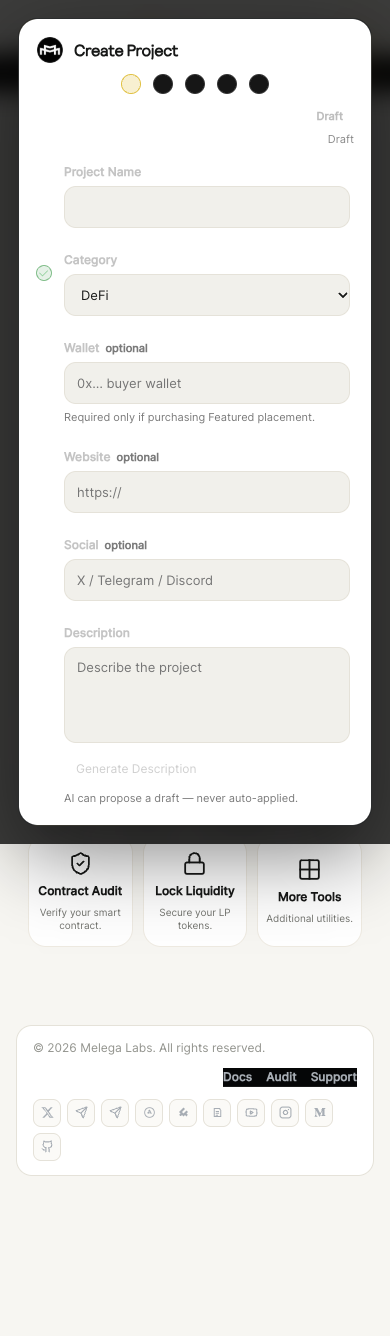 Create Project
Draft
Draft
Project Name
Category
DeFi
Wallet optional
0x... buyer wallet
Required only if purchasing Featured placement.
Website optional
https://
Social optional
X / Telegram / Discord
Description
Describe the project
Generate Description
AI can propose a draft — never auto-applied.
Contract Audit
Verify your smart
contract.
Lock Liquidity
Secure your LP
tokens.
More Tools
Additional utilities.
© 2026 Melega Labs. All rights reserved.
Docs Audit Support